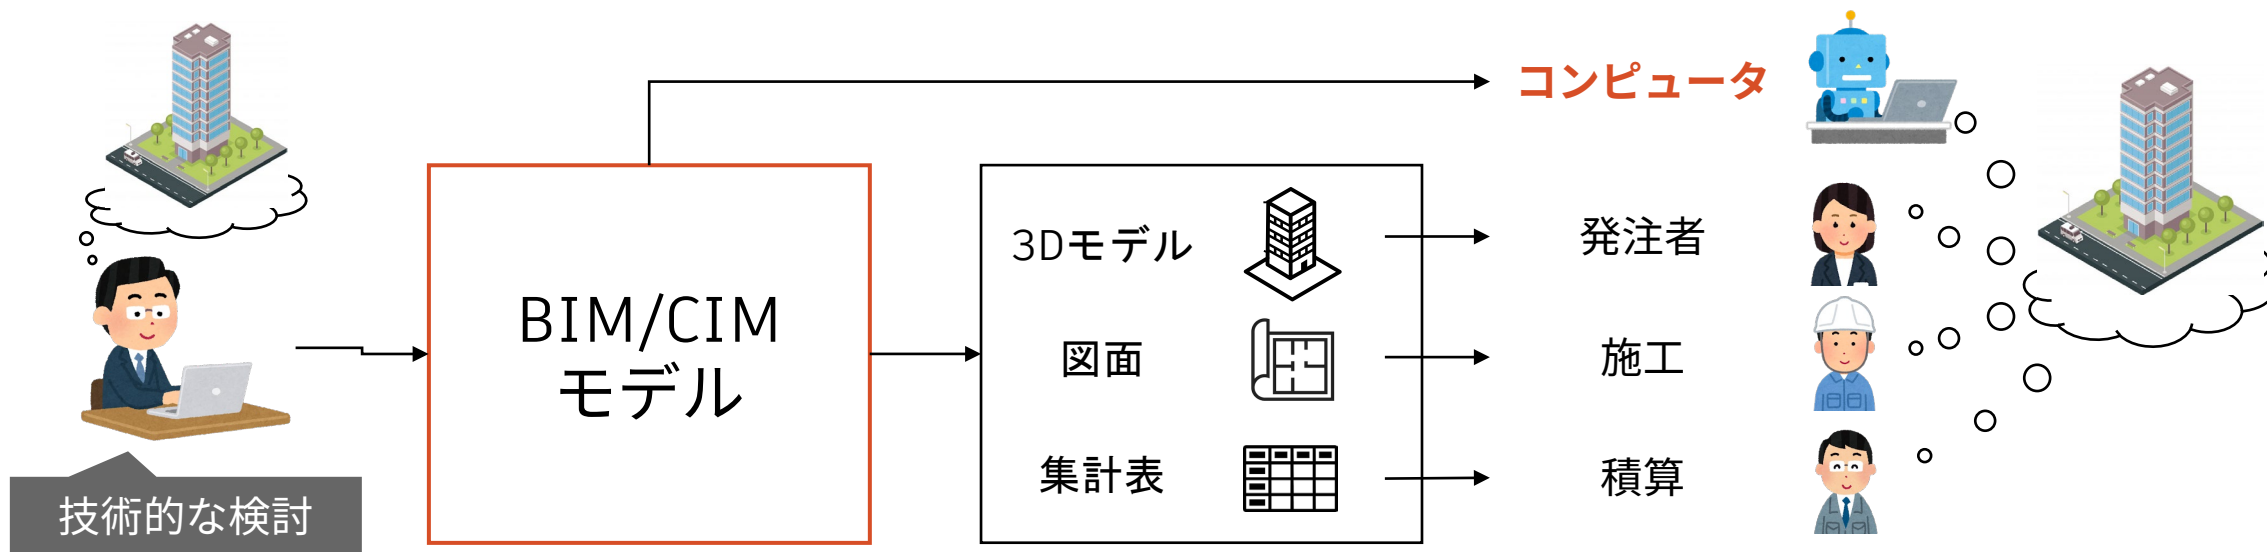 コンピュータ
BIM/CIM
モデル
3Dモデル
発注者
図面
施工
集計表
積算
技術的な検討